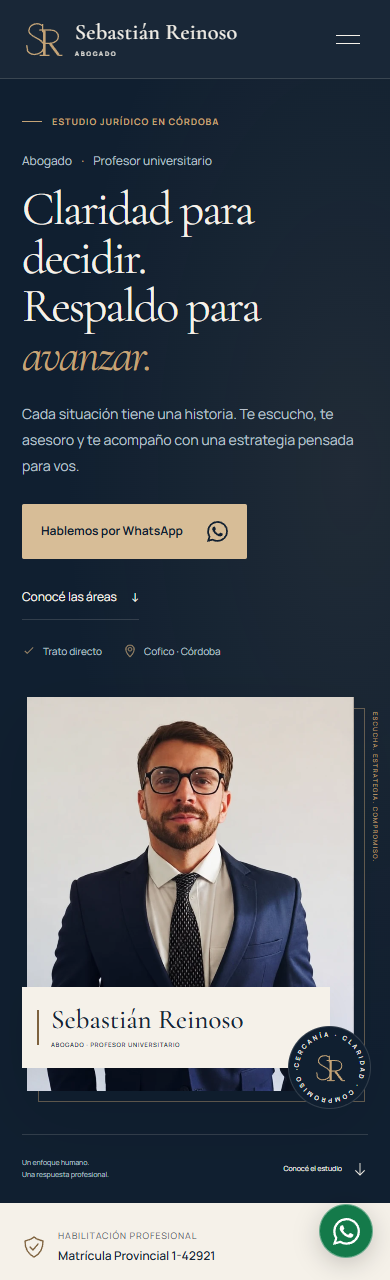 SR
Sebastián Reinoso
ABOGADO
ESTUDIO JURÍDICO EN CÓRDOBA
Abogado · Profesor universitario
Claridad para
decidir.
Respaldo para
avanzar.
Cada situación tiene una historia. Te escucho, te
asesoro y te acompaño con una estrategia pensada
para vos.
Hablemos por WhatsApp
Conocé las áreas ↓
Trato directo
Cofico · Córdoba
ESCUCHA. ESTRATEGIA. COMPROMISO.
Sebastián Reinoso
ABOGADO · PROFESOR UNIVERSITARIO
CERCANÍA · CLARIDAD · COMPROMISO ·
SR
Un enfoque humano.
Una respuesta profesional.
Conocé el estudio ↓
HABILITACIÓN PROFESIONAL
Matrícula Provincial 1-42921